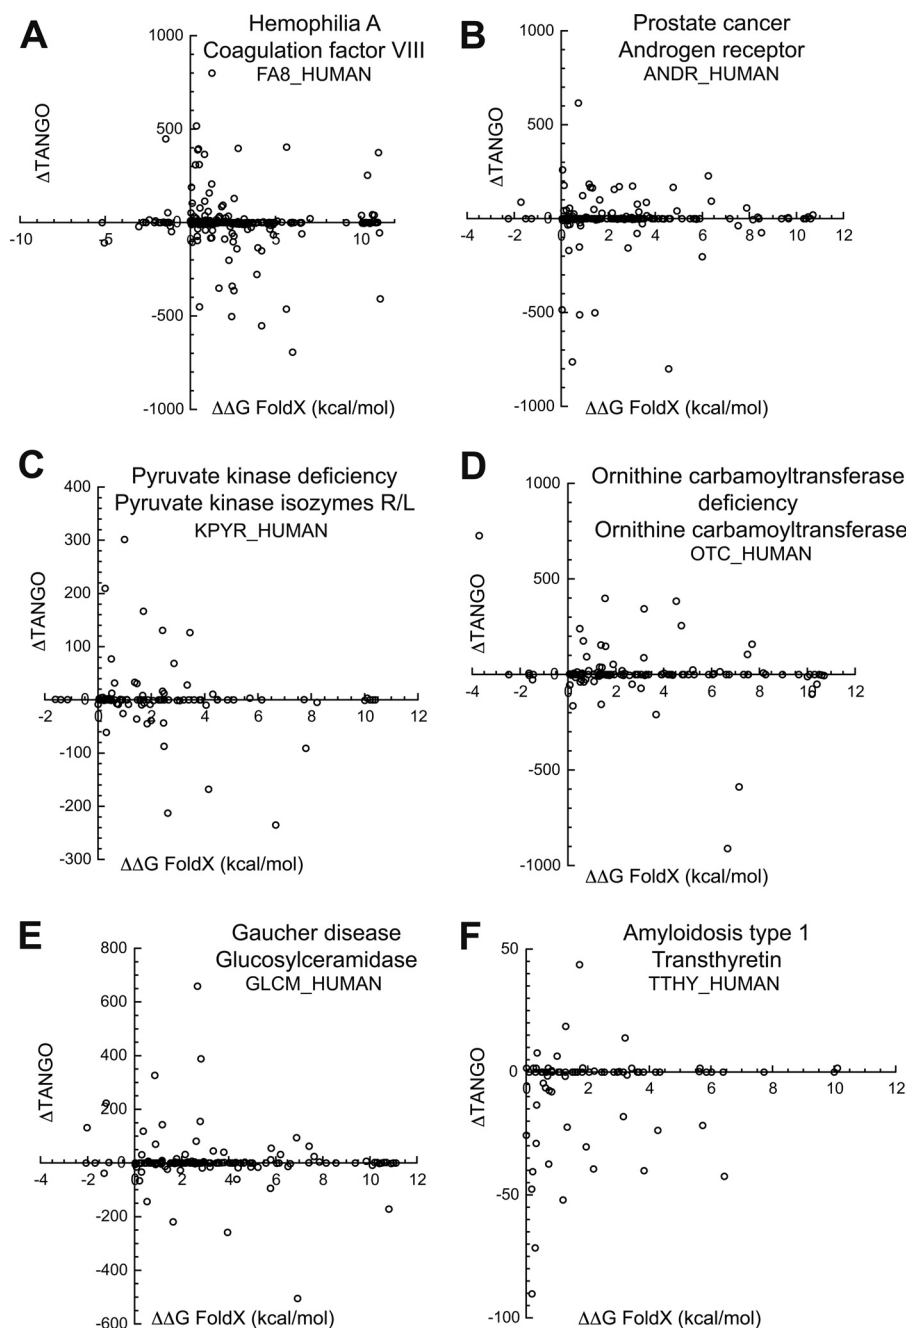 A
Hemophilia A
Coagulation factor VIII
FA8_HUMAN
1000
500
0
-500
-1000
-10
-5
5
10
ΔTANGO
ΔΔG FoldX (kcal/mol)
B
Prostate cancer
Androgen receptor
ANDR_HUMAN
1000
500
0
-500
-1000
-4
-2
0
2
4
6
8
10
12
ΔTANGO
ΔΔG FoldX (kcal/mol)
C
Pyruvate kinase deficiency
Pyruvate kinase isozymes R/L
KPYR_HUMAN
400
300
200
100
0
-100
-200
-300
-2
0
2
4
6
8
10
12
ΔTANGO
ΔΔG FoldX (kcal/mol)
D
Ornithine carbamoyltransferase
deficiency
Ornithine carbamoyltransferase
OTC_HUMAN
1000
500
0
-500
-1000
-4
-2
0
2
4
6
8
10
12
ΔTANGO
ΔΔG FoldX (kcal/mol)
E
Gaucher disease
Glucosylceramidase
GLCM_HUMAN
800
600
400
200
0
-200
-400
-600
-4
-2
0
2
4
6
8
10
12
ΔTANGO
ΔΔG FoldX (kcal/mol)
F
Amyloidosis type 1
Transthyretin
TTHY_HUMAN
50
0
-50
-100
0
2
4
6
8
10
12
ΔTANGO
ΔΔG FoldX (kcal/mol)